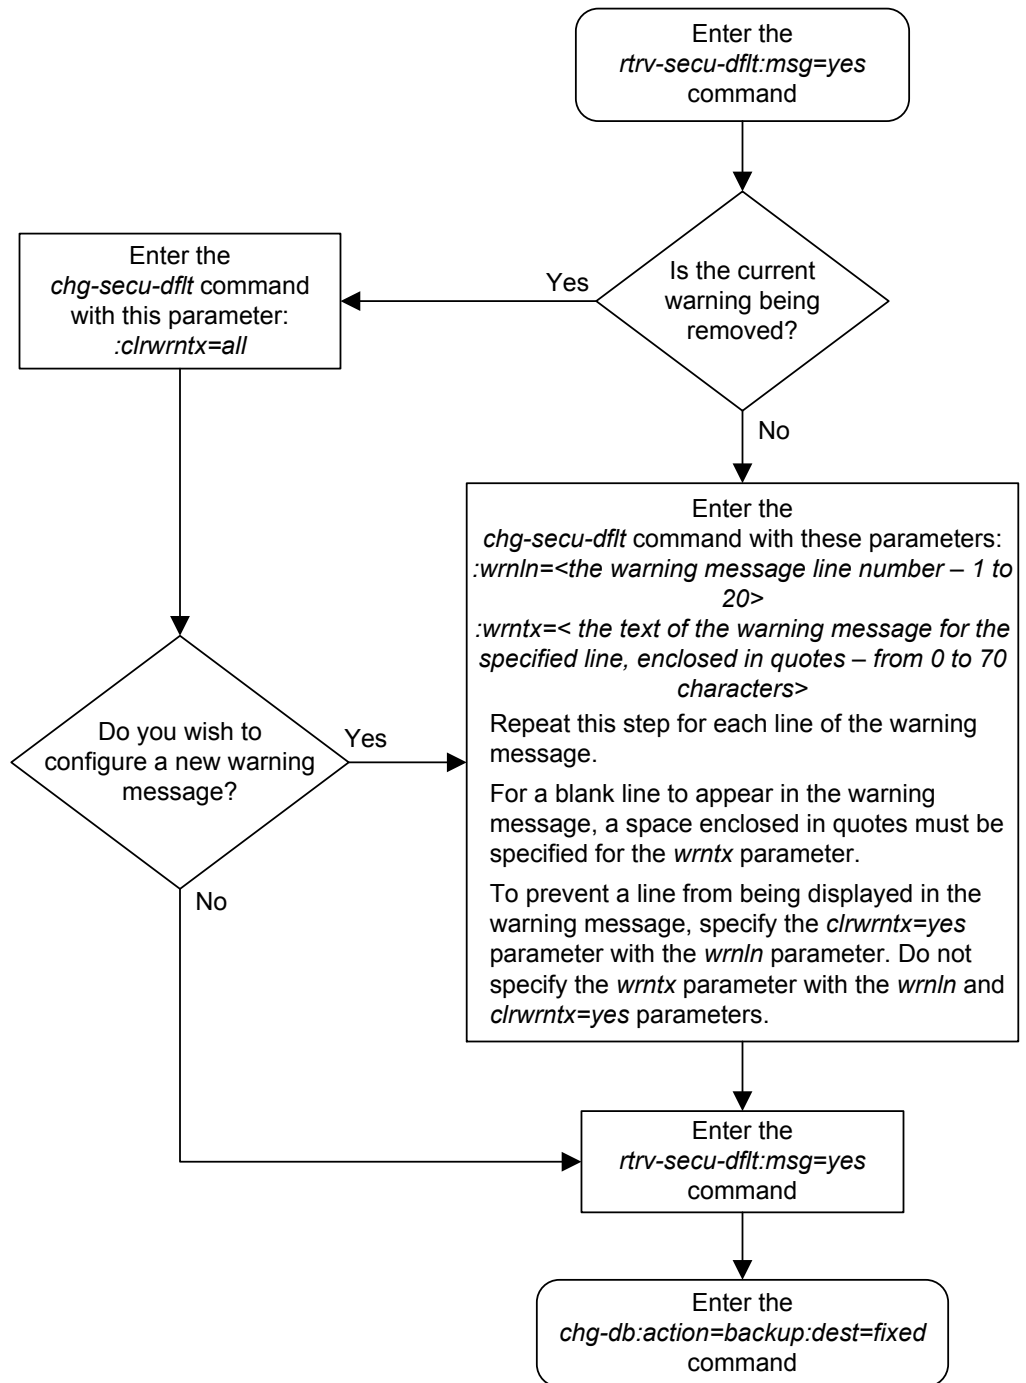 Enter the
rtrv-secu-dflt:msg=yes
command
Is the current
warning being
removed?
Yes
No
Enter the
chg-secu-dflt command
with this parameter:
:clrwrntx=all
Do you wish to
configure a new warning
message?
Yes
No
Enter the
chg-secu-dflt command with these parameters:
:wrnln=<the warning message line number – 1 to
20>
:wrntx=< the text of the warning message for the
specified line, enclosed in quotes – from 0 to 70
characters>
Repeat this step for each line of the warning
message.
For a blank line to appear in the warning
message, a space enclosed in quotes must be
specified for the wrntx parameter.
To prevent a line from being displayed in the
warning message, specify the clrwrntx=yes
parameter with the wrnln parameter. Do not
specify the wrntx parameter with the wrnln and
clrwrntx=yes parameters.
Enter the
rtrv-secu-dflt:msg=yes
command
Enter the
chg-db:action=backup:dest=fixed
command